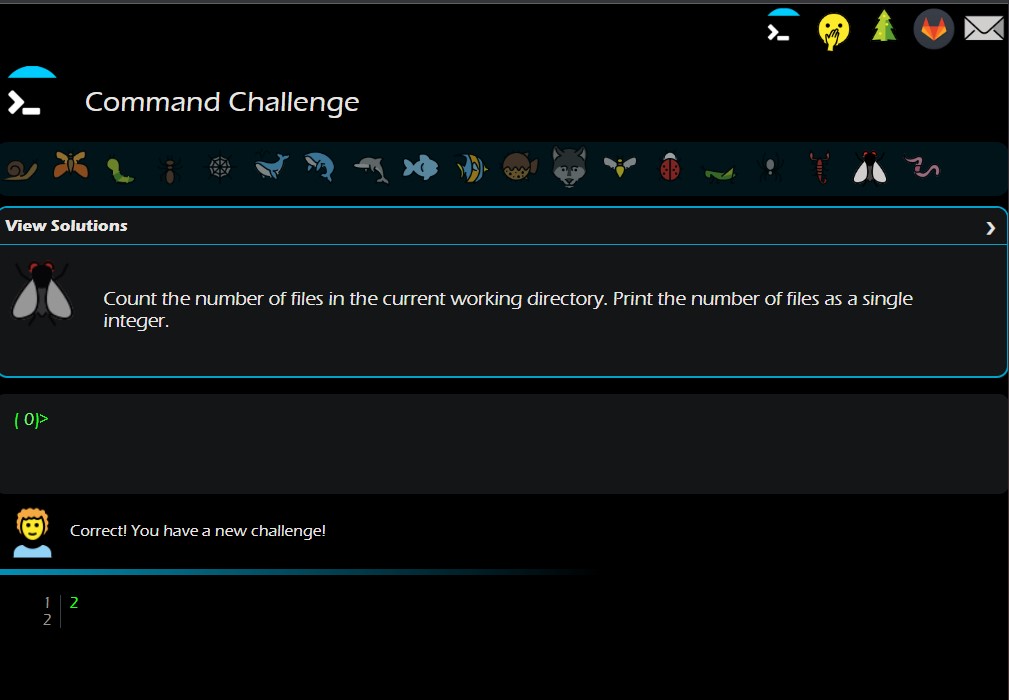 Command Challenge
View Solutions
Count the number of files in the current working directory. Print the number of files as a single
integer.
( 0)>
Correct! You have a new challenge!
1 2
2